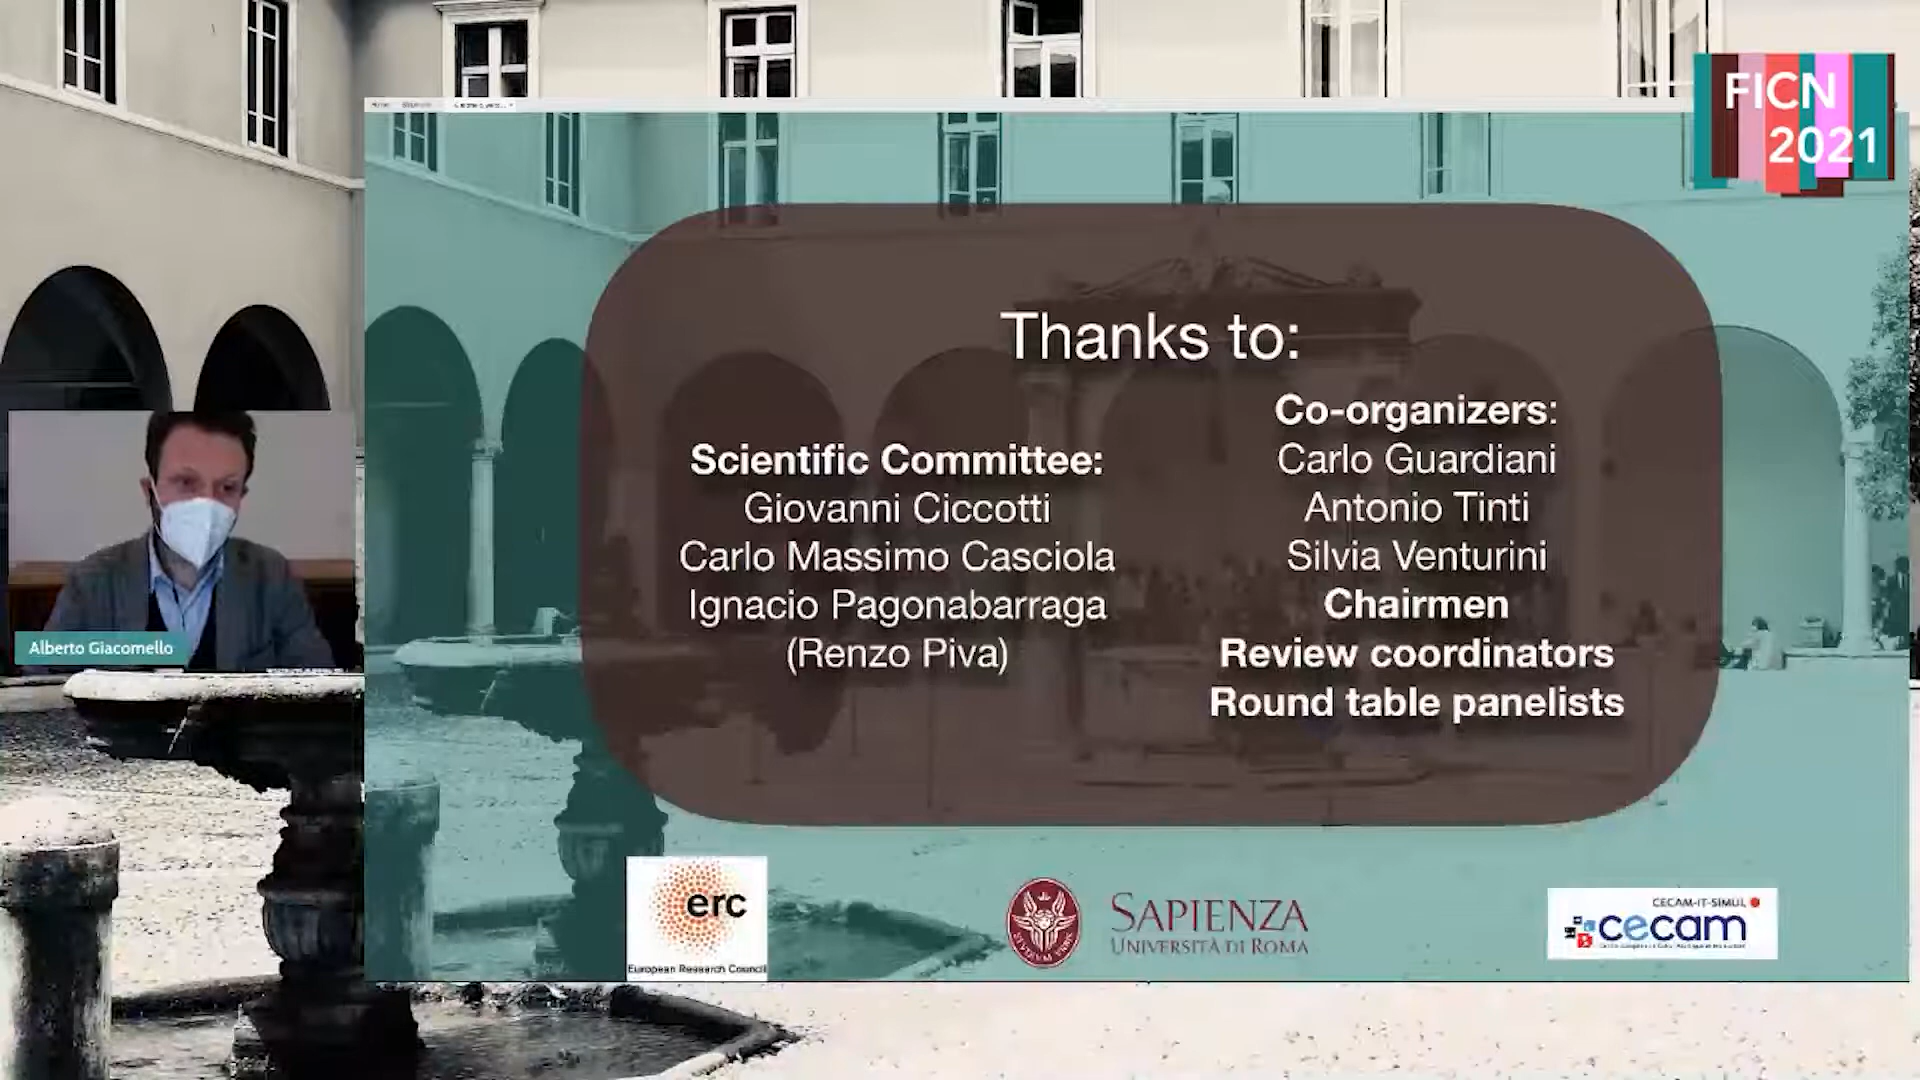 FICN
2021
Thanks to:
Scientific Committee:
Giovanni Ciccotti
Carlo Massimo Casciola
Ignacio Pagonabarraga
(Renzo Piva)
Co-organizers:
Carlo Guardiani
Antonio Tinti
Silvia Venturini
Chairmen
Review coordinators
Round table panelists
Alberto Giacomello
erc
European Research Council
SAPIENZA
UNIVERSITÀ DI ROMA
CECAM-IT-SIMUL
cecam